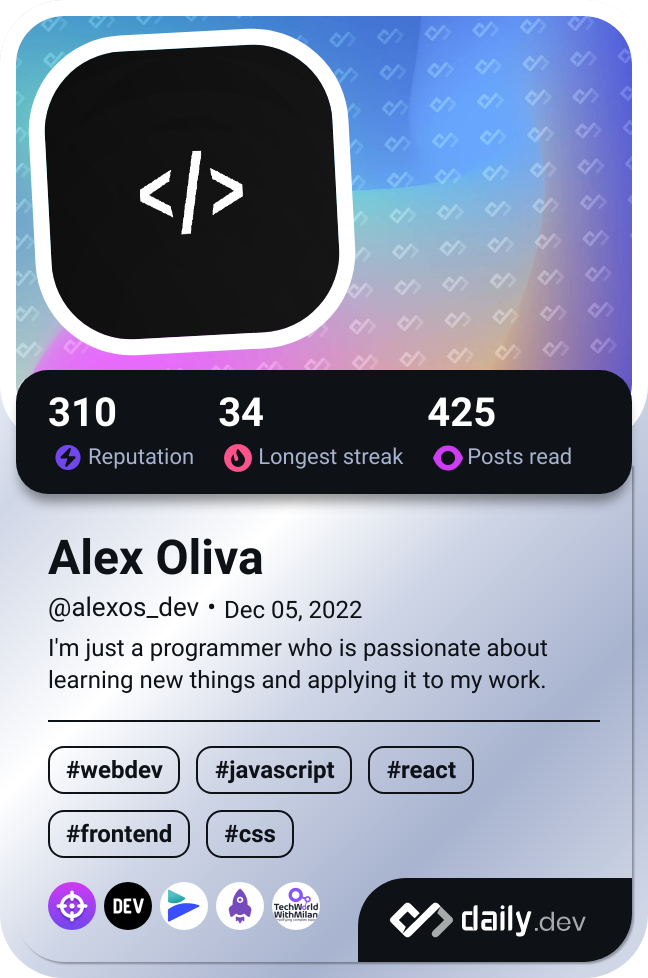 </>
310 34 425
Reputation Longest streak Posts read
Alex Oliva
@alexos_dev • Dec 05, 2022
I'm just a programmer who is passionate about
learning new things and applying it to my work.
#webdev #javascript #react
#frontend #css
DEV
TechWorld
WithMilan
daily.dev